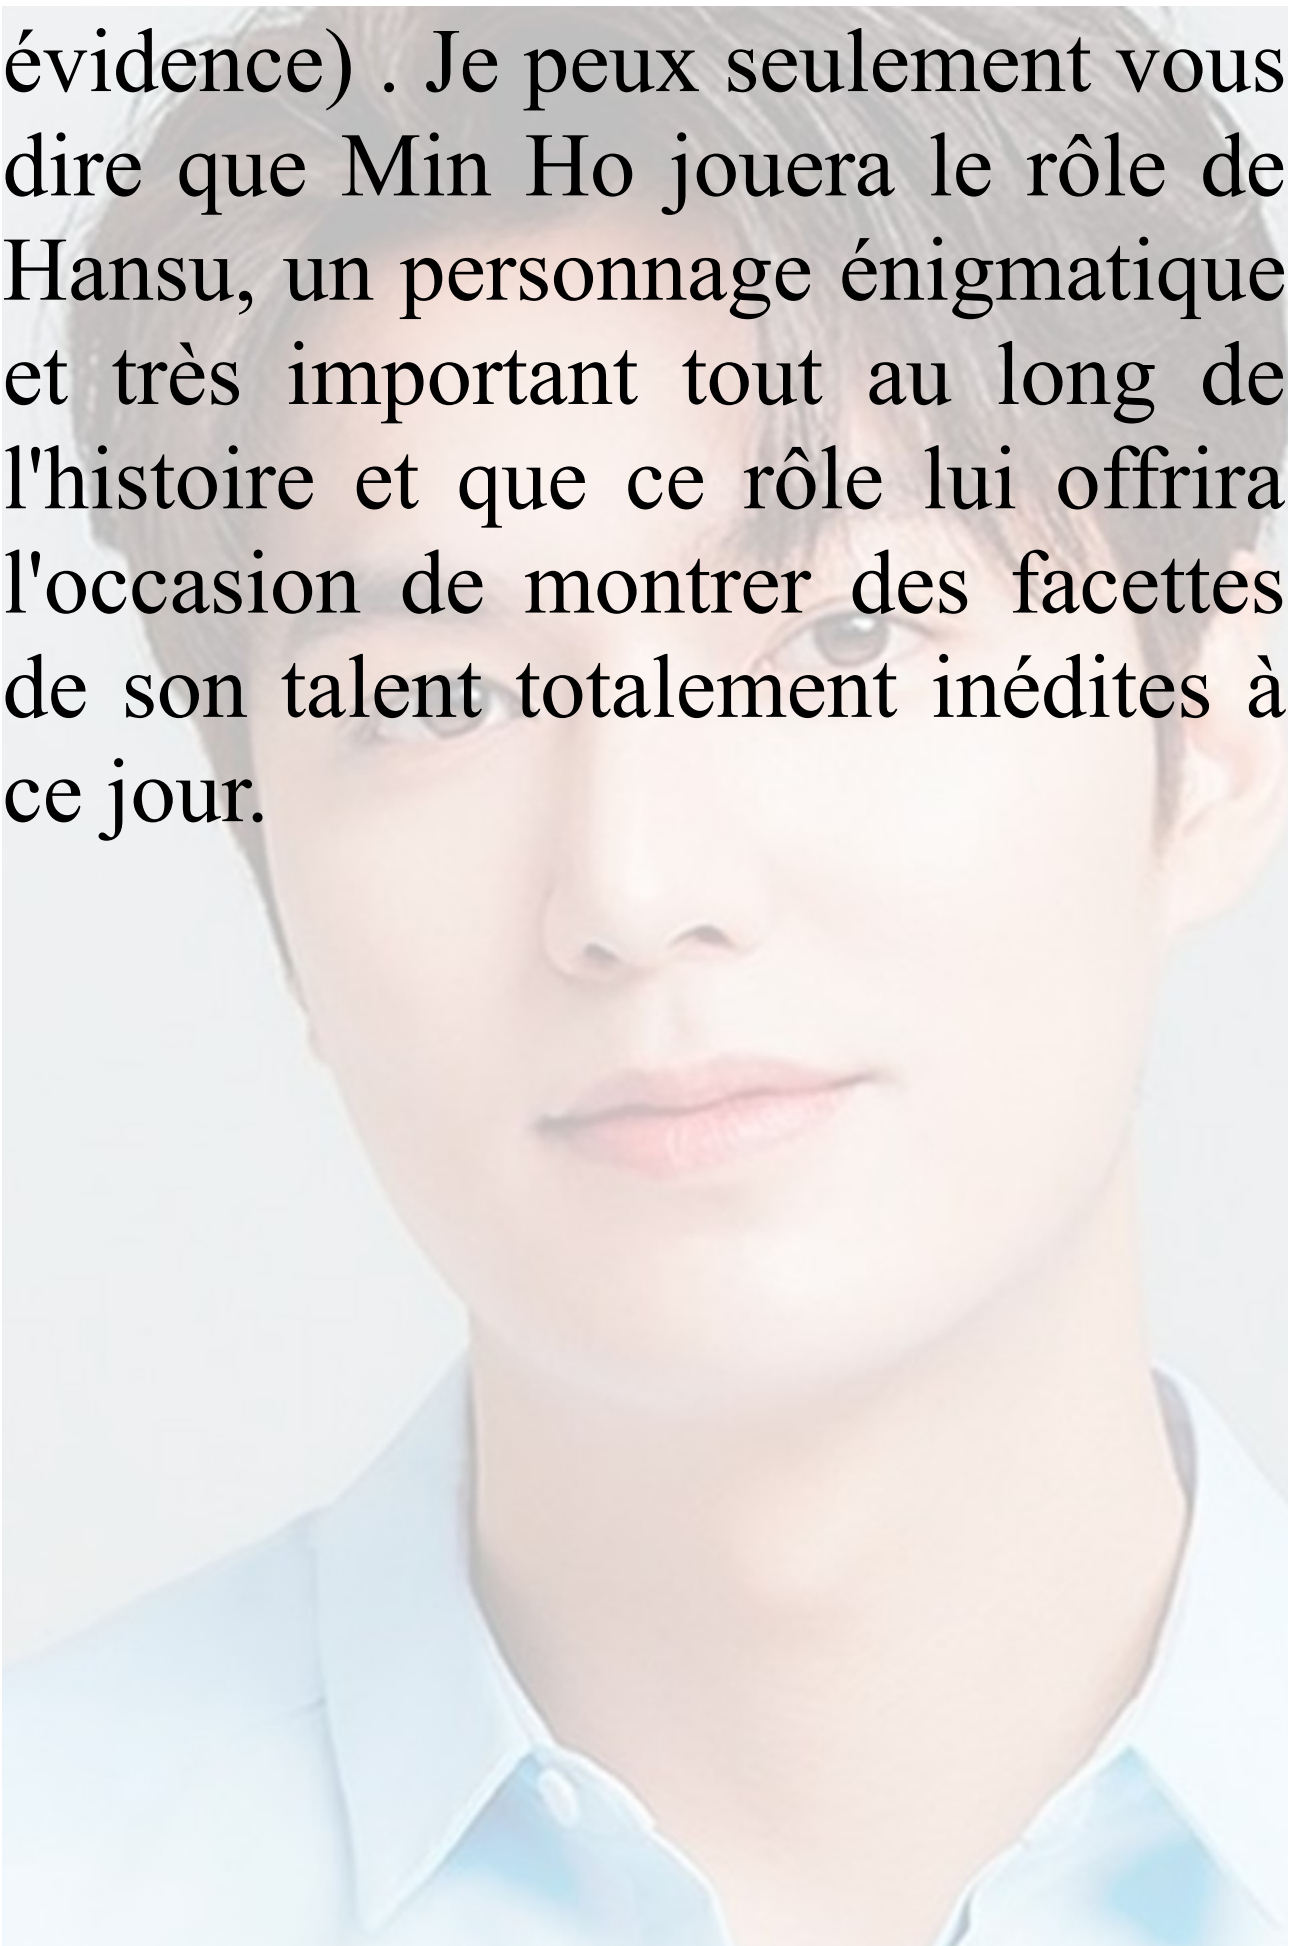 évidence) . Je peux seulement vous
dire que Min Ho jouera le rôle de
Hansu, un personnage énigmatique
et très important tout au long de
l'histoire et que ce rôle lui offrira
l'occasion de montrer des facettes
de son talent totalement inédites à
ce jour.